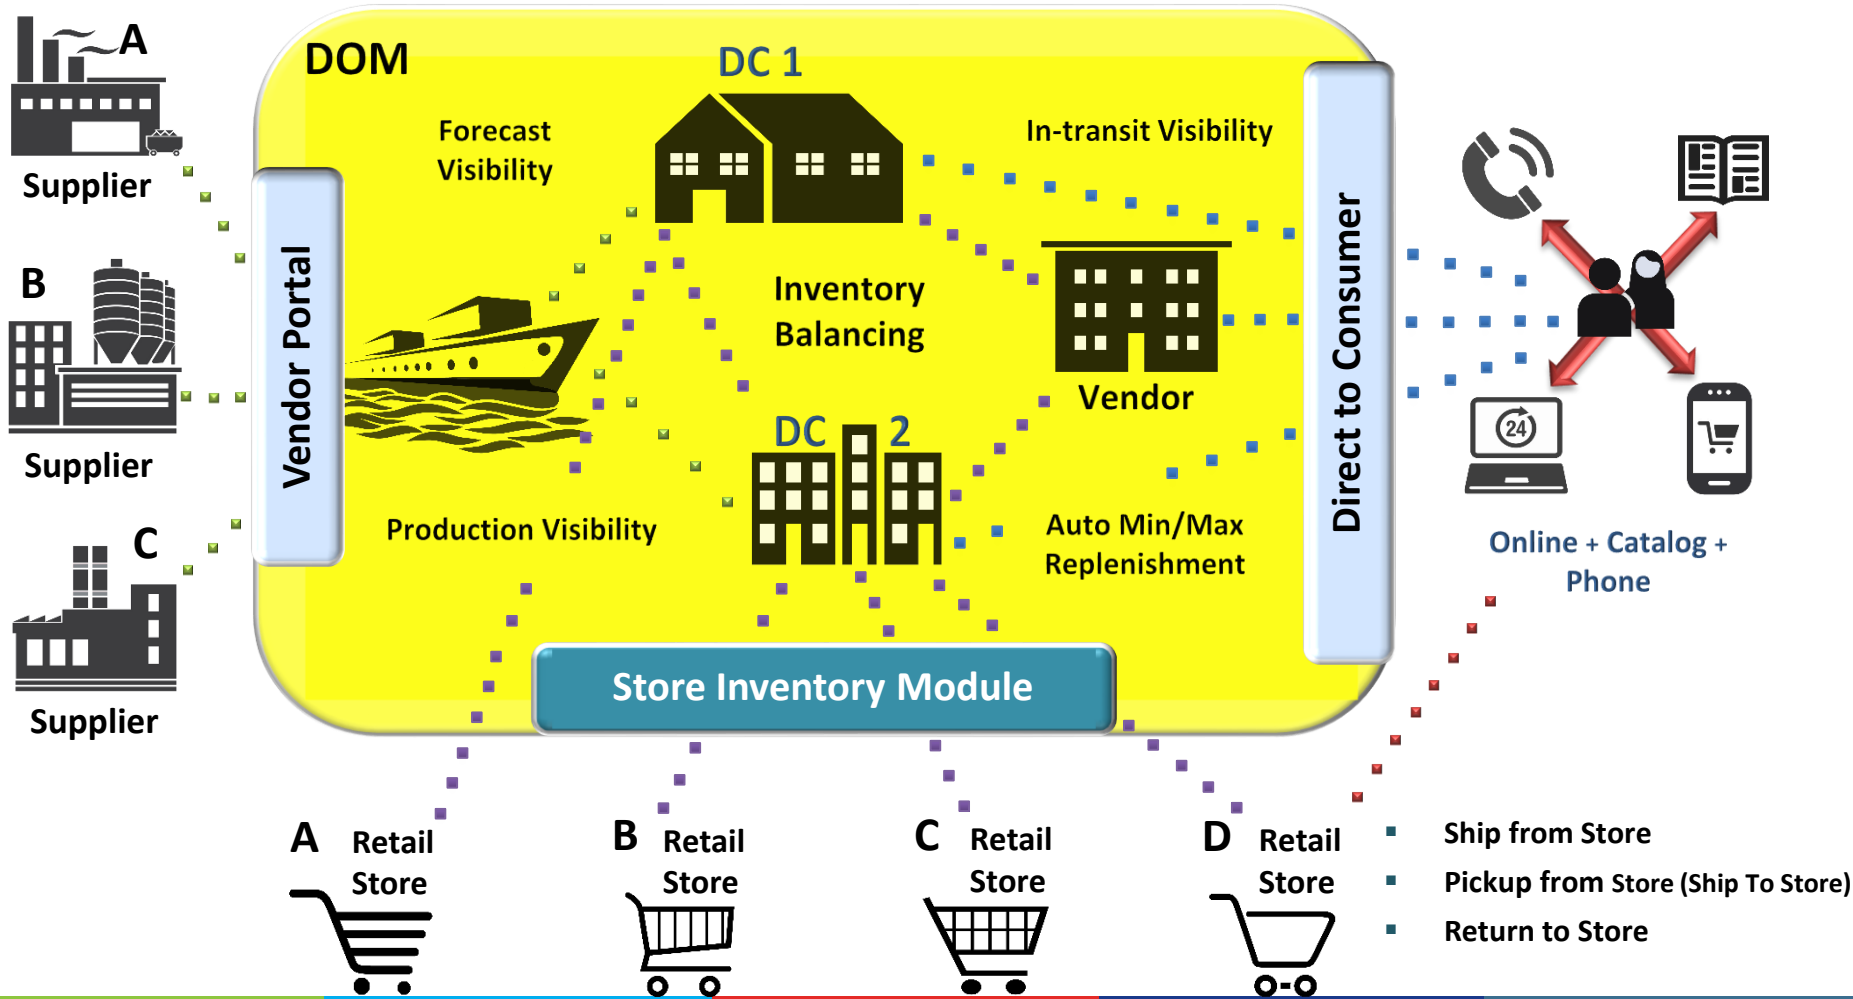 DOM
A
Supplier
B
Supplier
C
Supplier
Vendor Portal
Forecast
Visibility
DC 1
In-transit Visibility
Inventory
Balancing
Vendor
DC 2
Production Visibility
Auto Min/Max
Replenishment
Direct to Consumer
24
Online + Catalog +
Phone
Store Inventory Module
A Retail
Store
B Retail
Store
C Retail
Store
D Retail
Store
▪ Ship from Store
▪ Pickup from Store (Ship To Store)
▪ Return to Store